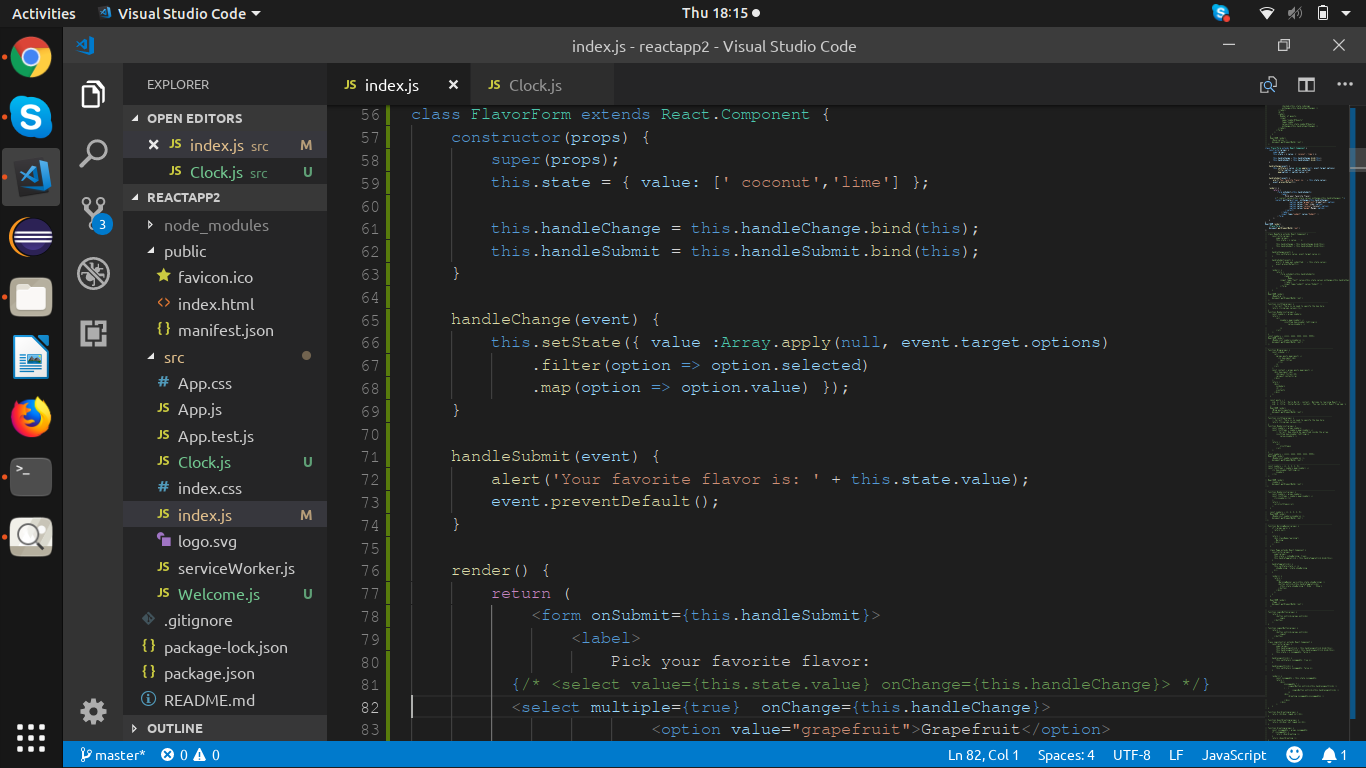 Activities Visual Studio Code Thu 18:15
index.js - reactapp2 - Visual Studio Code
EXPLORER
OPEN EDITORS
index.js src M
Clock.js src U
REACTAPP2
node_modules
public
favicon.ico
<> index.html
{} manifest.json
src
# App.css
JS App.js
JS App.test.js
JS Clock.js U
# index.css
JS index.js M
logo.svg
JS serviceWorker.js
JS Welcome.js U
.gitignore
{} package-lock.json
{} package.json
README.md
OUTLINE
3
JS index.js JS Clock.js
56 class FlavorForm extends React.Component {
57 constructor(props) {
58 super(props);
59 this.state = { value: [' coconut','lime'] };
60
61 this.handleChange = this.handleChange.bind(this);
62 this.handleSubmit = this.handleSubmit.bind(this);
63 }
64
65 handleChange(event) {
66 this.setState({ value :Array.apply(null, event.target.options)
67 .filter(option => option.selected)
68 .map(option => option.value) });
69 }
70
71 handleSubmit(event) {
72 alert('Your favorite flavor is: ' + this.state.value);
73 event.preventDefault();
74 }
75
76 render() {
77 return (
78 <form onSubmit={this.handleSubmit}>
79 <label>
80 Pick your favorite flavor:
81 {/* <select value={this.state.value} onChange={this.handleChange}> */}
82 <select multiple={true}  onChange={this.handleChange}>
83 <option value="grapefruit">Grapefruit</option>
master* 0 0 Ln 82, Col 1 Spaces: 4 UTF-8 LF JavaScript 1